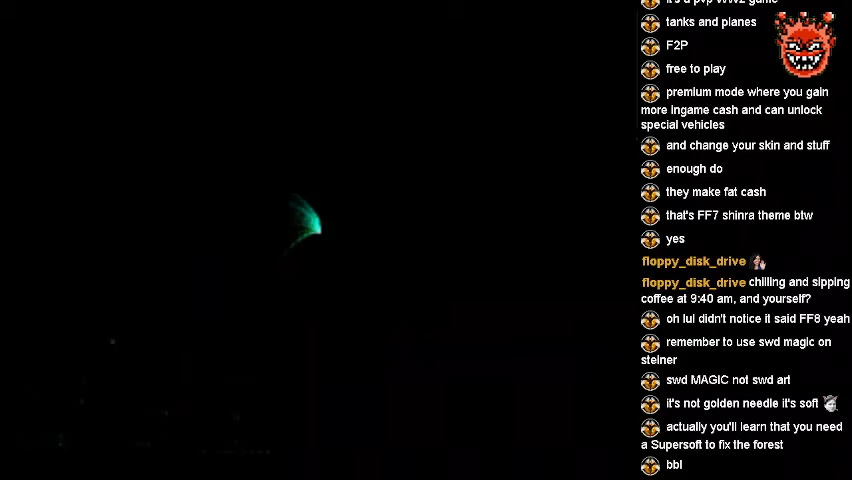 it's a pvp WW2 game
tanks and planes
F2P
free to play
premium mode where you gain
more ingame cash and can unlock
special vehicles
and change your skin and stuff
enough do
they make fat cash
that's FF7 shinra theme btw
yes
floppy_disk_drive
floppy_disk_drive chilling and sipping
coffee at 9:40 am, and yourself?
oh lul didn't notice it said FF8 yeah
remember to use swd magic on
steiner
swd MAGIC not swd art
it's not golden needle it's soft
actually you'll learn that you need
a Supersoft to fix the forest
bbl